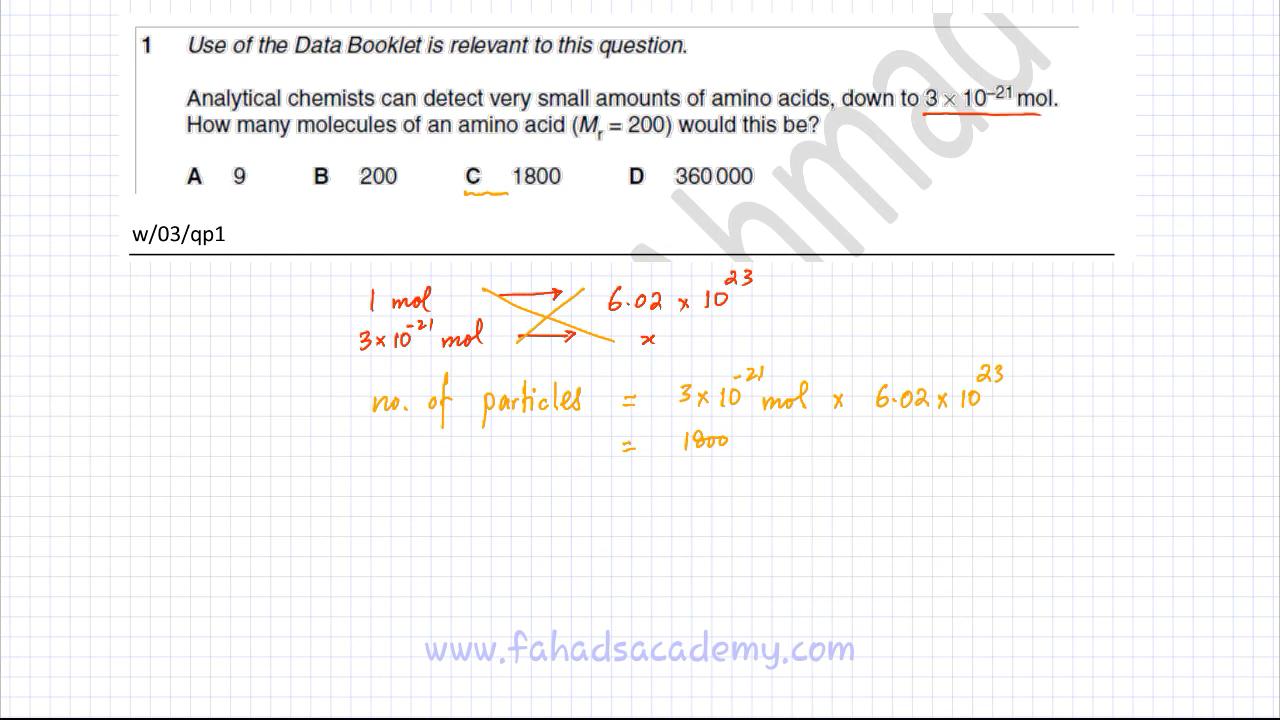 1 Use of the Data Booklet is relevant to this question.
Analytical chemists can detect very small amounts of amino acids, down to 3 × 10⁻²¹ mol.
How many molecules of an amino acid (Mᵣ = 200) would this be?
A 9 B 200 C 1800 D 360 000
w/03/qp1
1 mol → 6.02 × 10²³
3 × 10⁻²¹ mol → x
no. of particles = 3 × 10⁻²¹ mol × 6.02 × 10²³
= 1800
www.fahadsacademy.com